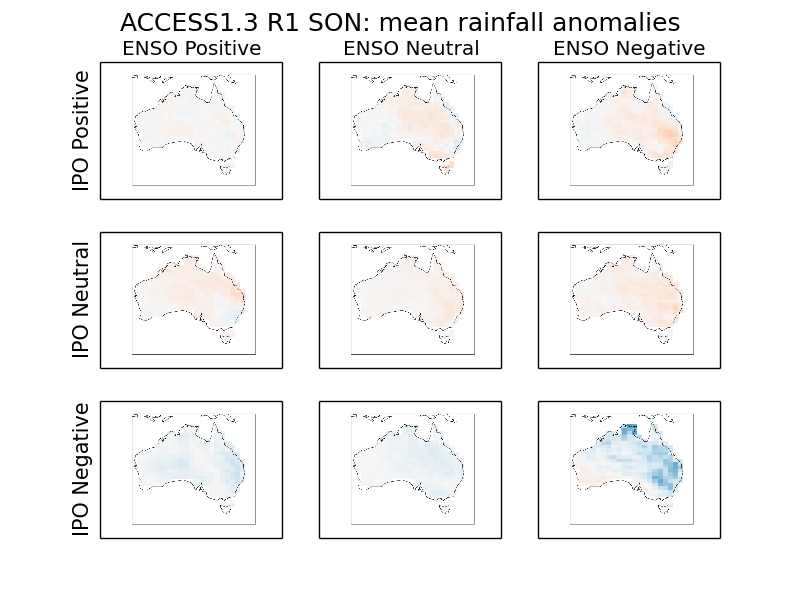 ACCESS1.3 R1 SON: mean rainfall anomalies
ENSO Positive ENSO Neutral ENSO Negative
IPO Positive
IPO Neutral
IPO Negative